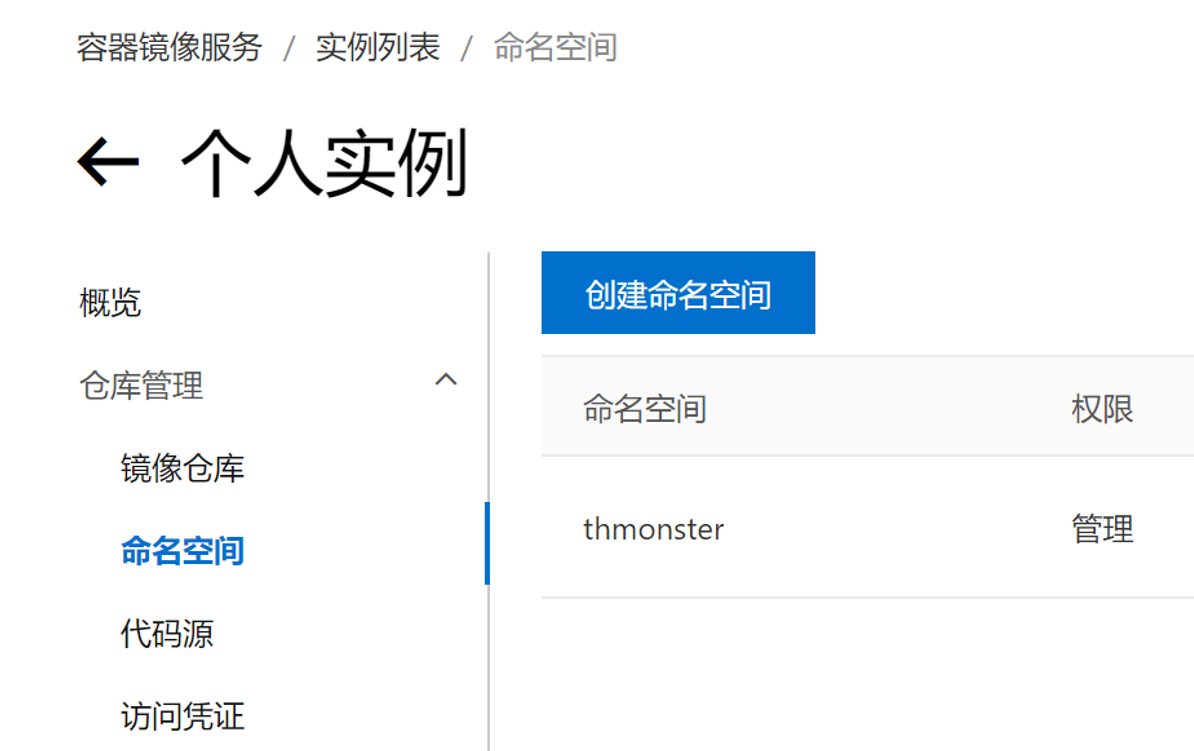 容器镜像服务 / 实例列表 / 命名空间
← 个人实例
概览
仓库管理
镜像仓库
命名空间
代码源
访问凭证
创建命名空间
命名空间 权限
thmonster 管理